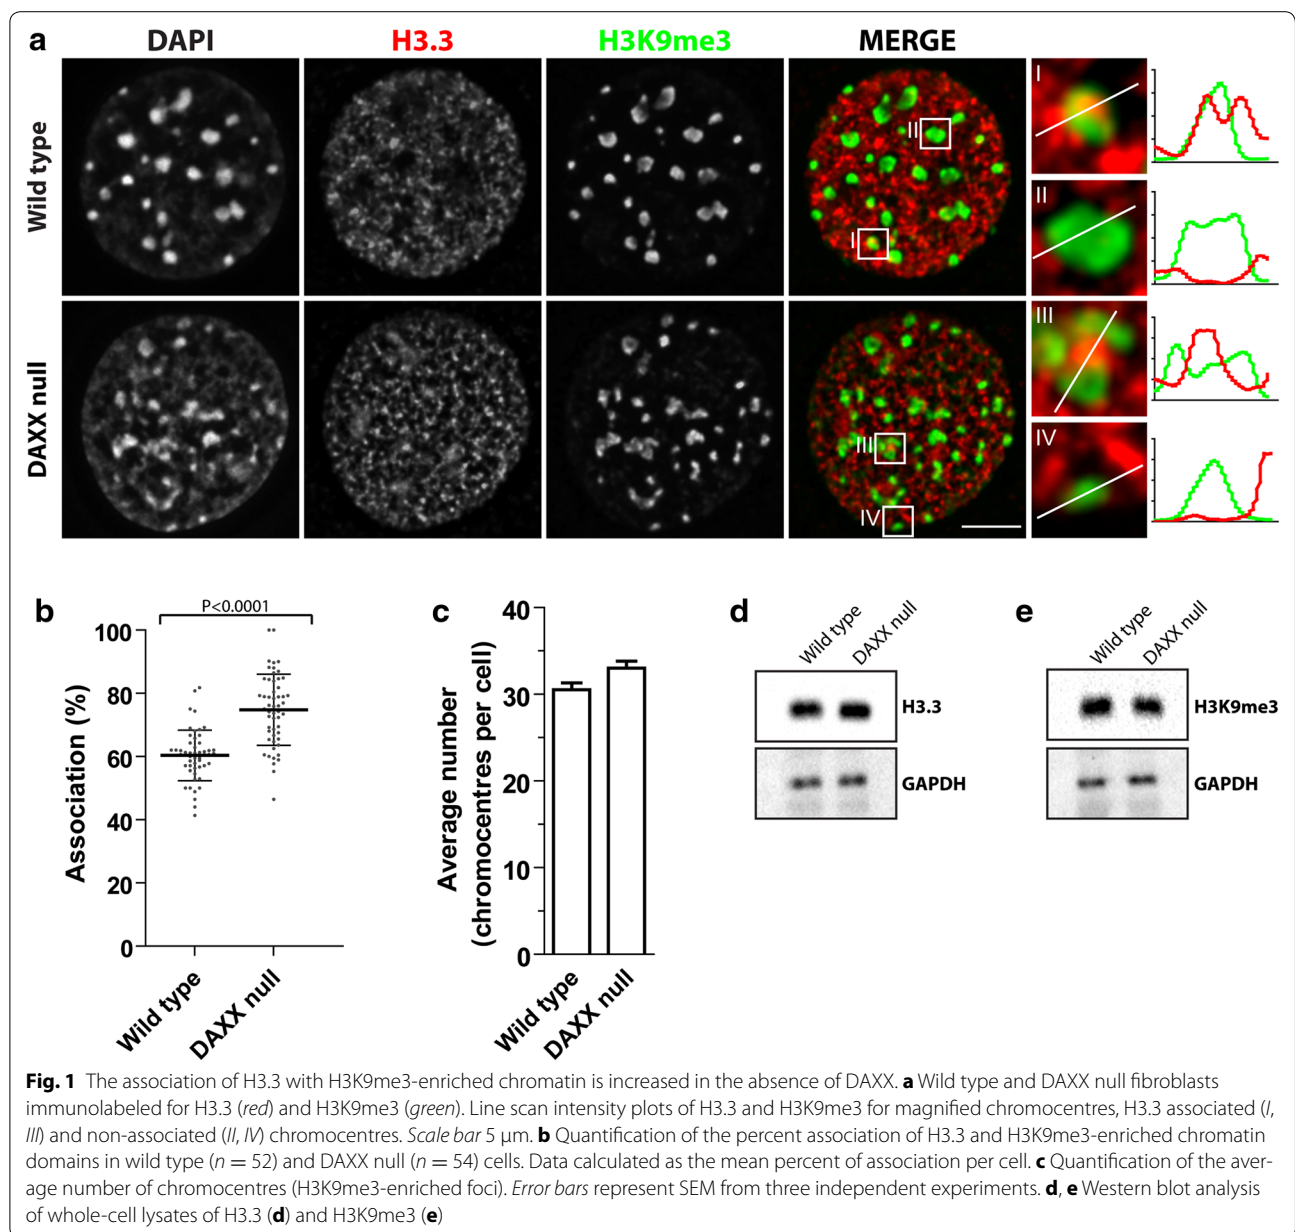 a
DAPI
H3.3
H3K9me3
MERGE
Wild type
DAXX null
I
II
III
IV
I
II
III
IV
b
P<0.0001
Association (%)
100
80
60
40
20
0
Wild type
DAXX null
c
Average number
(chromocentres per cell)
40
30
20
10
0
Wild type
DAXX null
d
Wild type
DAXX null
H3.3
GAPDH
e
Wild type
DAXX null
H3K9me3
GAPDH
Fig. 1 The association of H3.3 with H3K9me3-enriched chromatin is increased in the absence of DAXX. a Wild type and DAXX null fibroblasts
immunolabeled for H3.3 (red) and H3K9me3 (green). Line scan intensity plots of H3.3 and H3K9me3 for magnified chromocentres, H3.3 associated (I,
III) and non-associated (II, IV) chromocentres. Scale bar 5 µm. b Quantification of the percent association of H3.3 and H3K9me3-enriched chromatin
domains in wild type (n = 52) and DAXX null (n = 54) cells. Data calculated as the mean percent of association per cell. c Quantification of the aver-
age number of chromocentres (H3K9me3-enriched foci). Error bars represent SEM from three independent experiments. d, e Western blot analysis
of whole-cell lysates of H3.3 (d) and H3K9me3 (e)